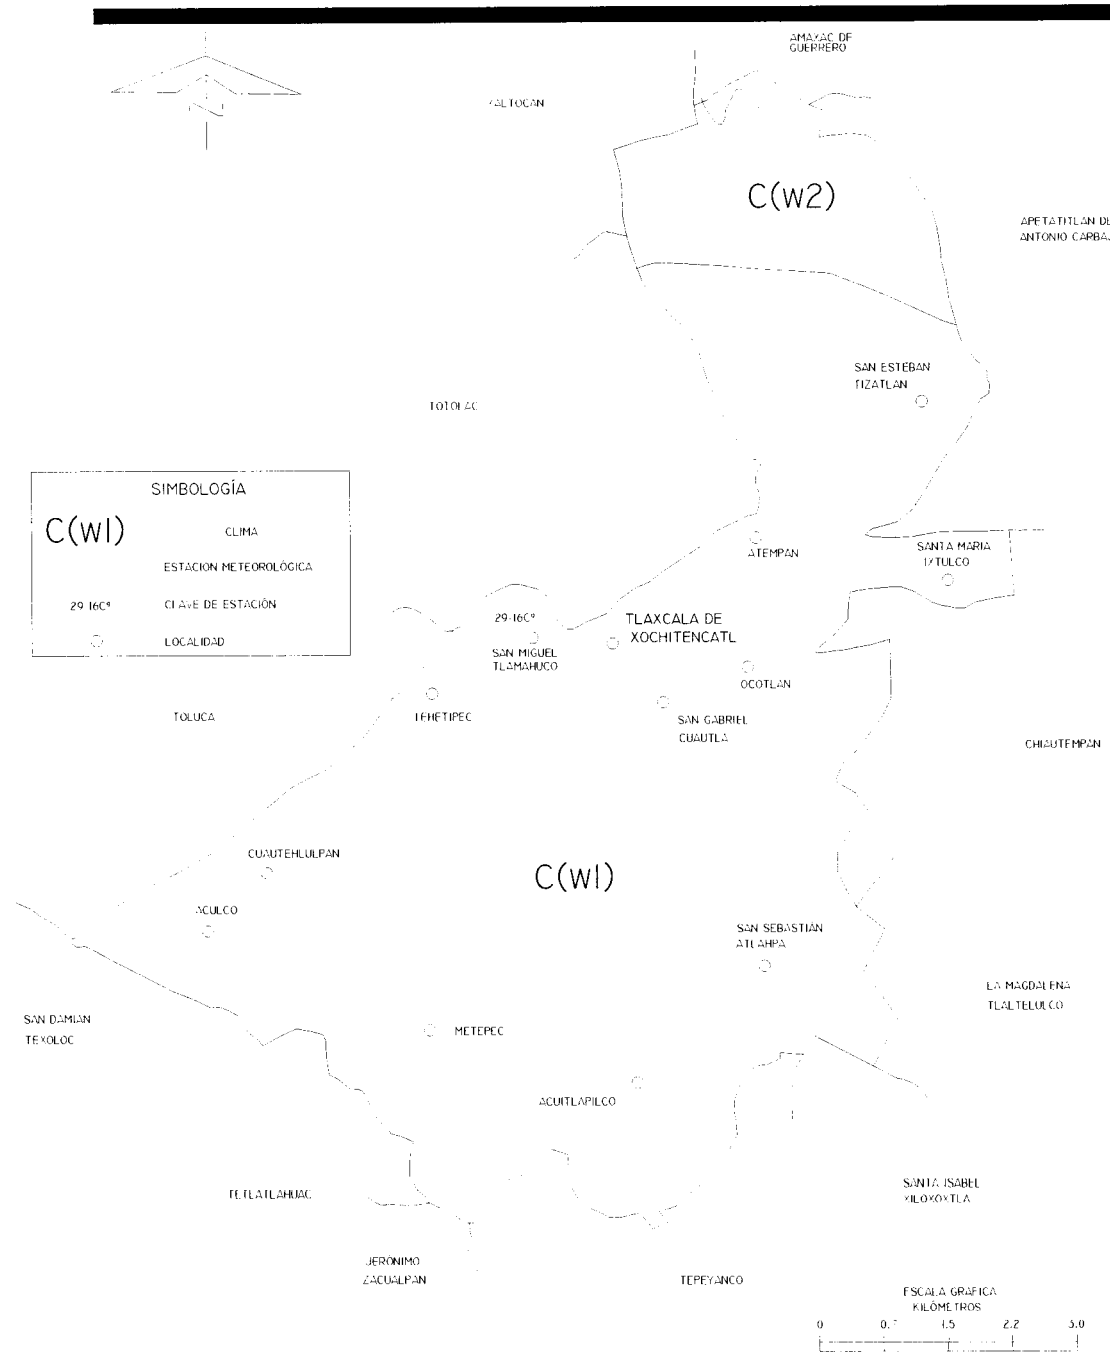 AMAXAC DE
GUERRERO
YALTOCAN
C(W2)
APETATITLAN DE
ANTONIO CARBAJ
SAN ESTEBAN
TIZATLAN
TOTOLAC
SIMBOLOGÍA
C(WI)
CLIMA
ESTACION METEOROLÓGICA
29-16Cº
CLAVE DE ESTACIÓN
LOCALIDAD
ATEMPAN
SANTA MARIA
IXTULCO
29-16Cº
SAN MIGUEL
TLAMAHUCO
TLAXCALA DE
XOCHITENCATL
OCOTLAN
TEHETIPEC
SAN GABRIEL
CUAUTLA
TOLUCA
CHIAUTEMPAN
CUAUTEHLULPAN
C(WI)
ACULCO
SAN SEBASTIÁN
ATLAHPA
LA MAGDALENA
TLALTELULCO
SAN DAMIAN
TEXOLOC
METEPEC
ACUITLAPILCO
TETLATLAHUAC
SANTA ISABEL
XILOXOXTLA
JERÓNIMO
ZACUALPAN
TEPEYANCO
ESCALA GRAFICA
KILÓMETROS
0 1.5 2.2 3.0